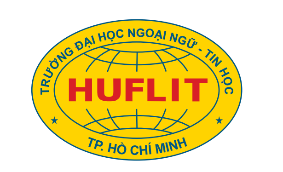 TRƯỜNG ĐẠI HỌC NGOẠI NGỮ - TIN HỌC
HUFLIT
TP. HỒ CHÍ MINH